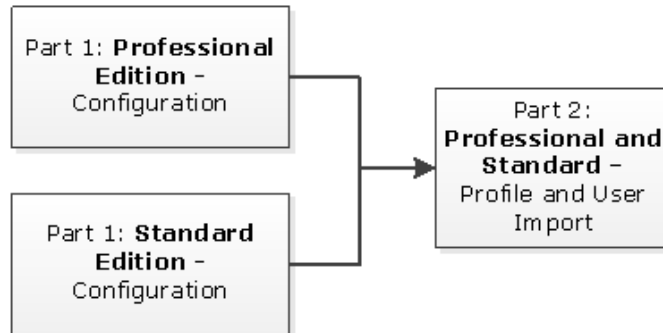 Part 1: Professional
Edition –
Configuration
Part 1: Standard
Edition –
Configuration
Part 2:
Professional and
Standard –
Profile and User
Import